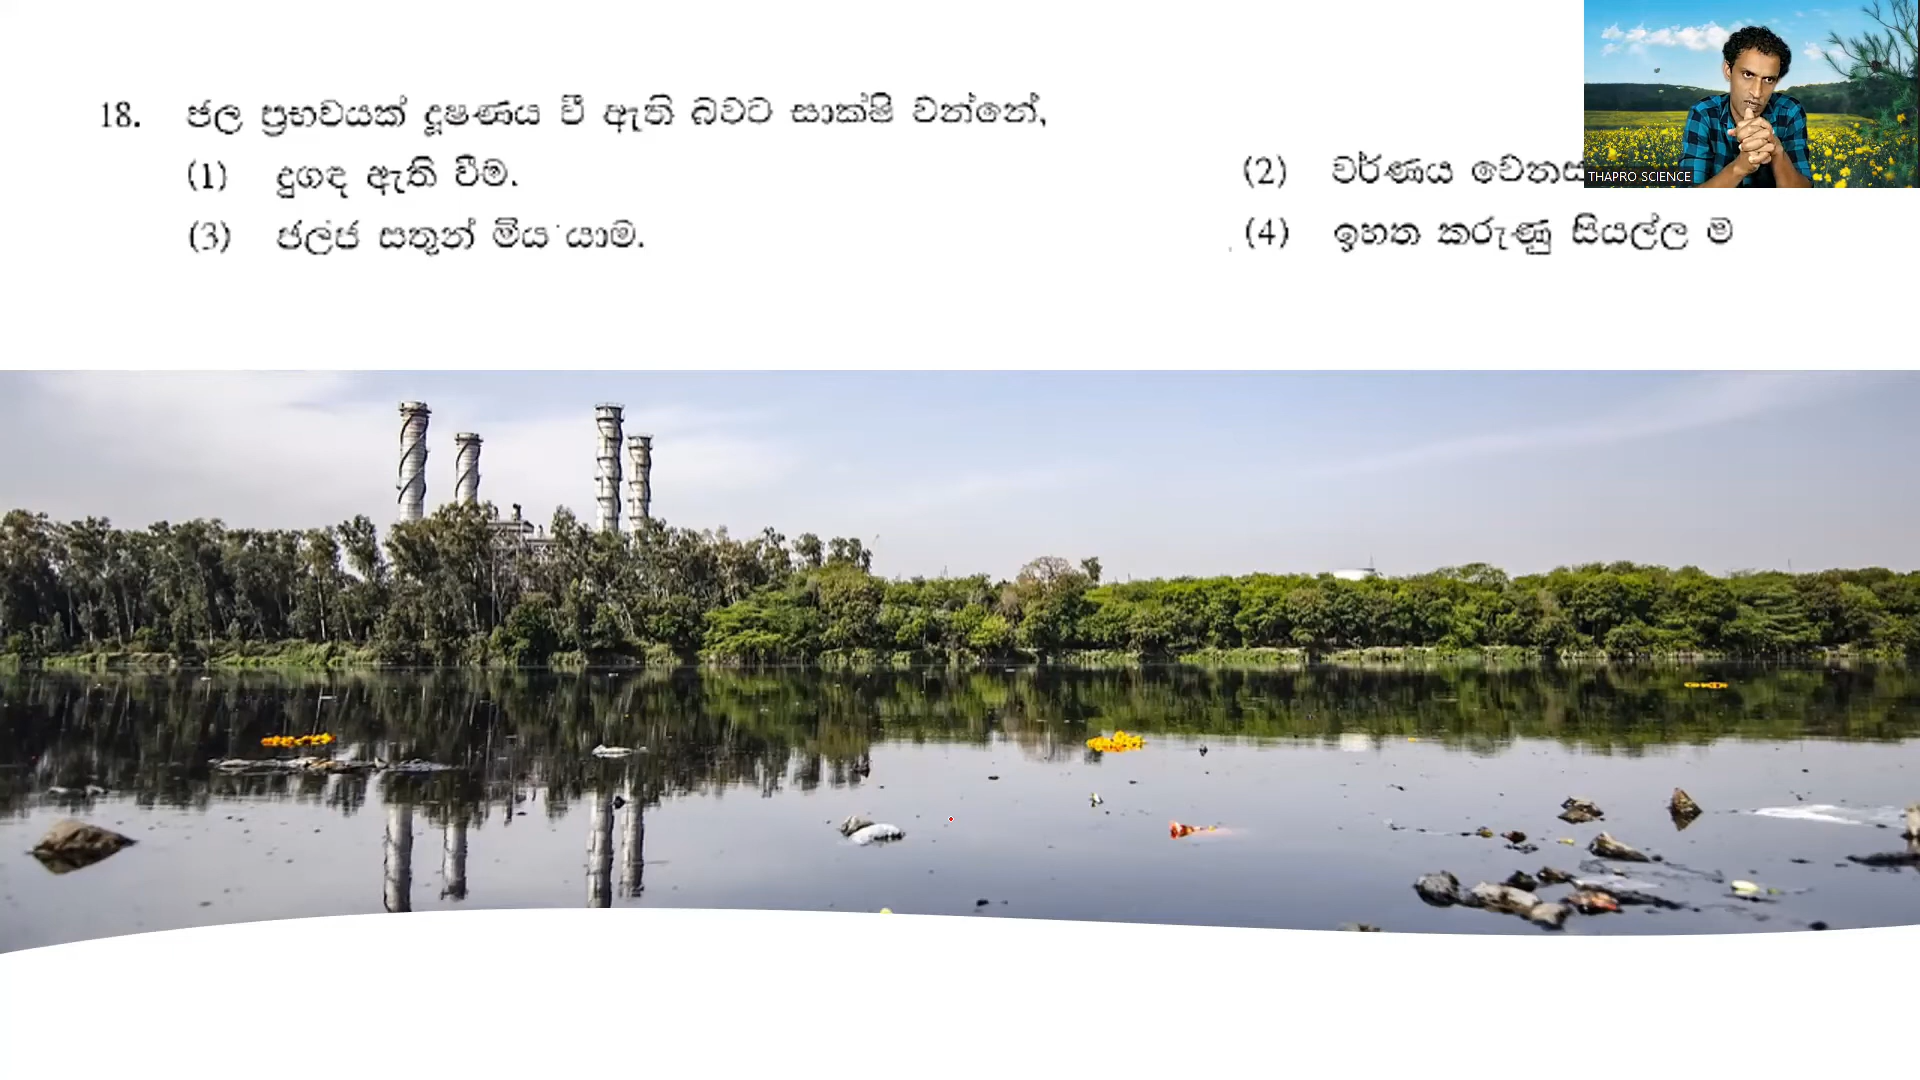 18. ජල ප්‍රභවයක් දූෂණය වී ඇති බවට සාක්ෂි වන්නේ,
(1) දුගඳ ඇති වීම.
(2) වර්ණය
(3) ජලජ සතුන් මිය යාම.
(4) ඉහත කරුණු සියල්ල ම
THAPRO SCIENCE